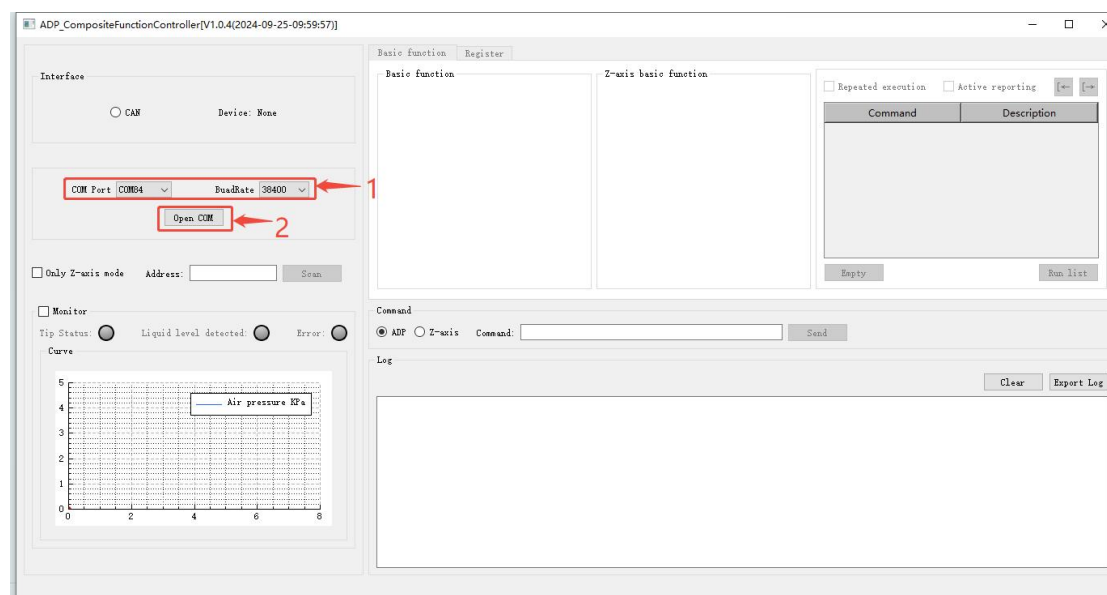 ADP_CompositeFunctionController[V1.0.4(2024-09-25-09:59:57)]
Interface
CAN Device: None
COM Port COM84 BuadRate 38400
1
Open COM
2
Only Z-axis mode Address: Scan
Monitor
Tip Status: Liquid level detected: Error:
Curve
Air pressure KPa
5
4
3
2
1
0
0 2 4 6 8
Basic function Register
Basic function
Z-axis basic function
Repeated execution Active reporting [← [→
Command Description
Empty Run list
Command
ADP Z-axis Command: Send
Log
Clear Export Log